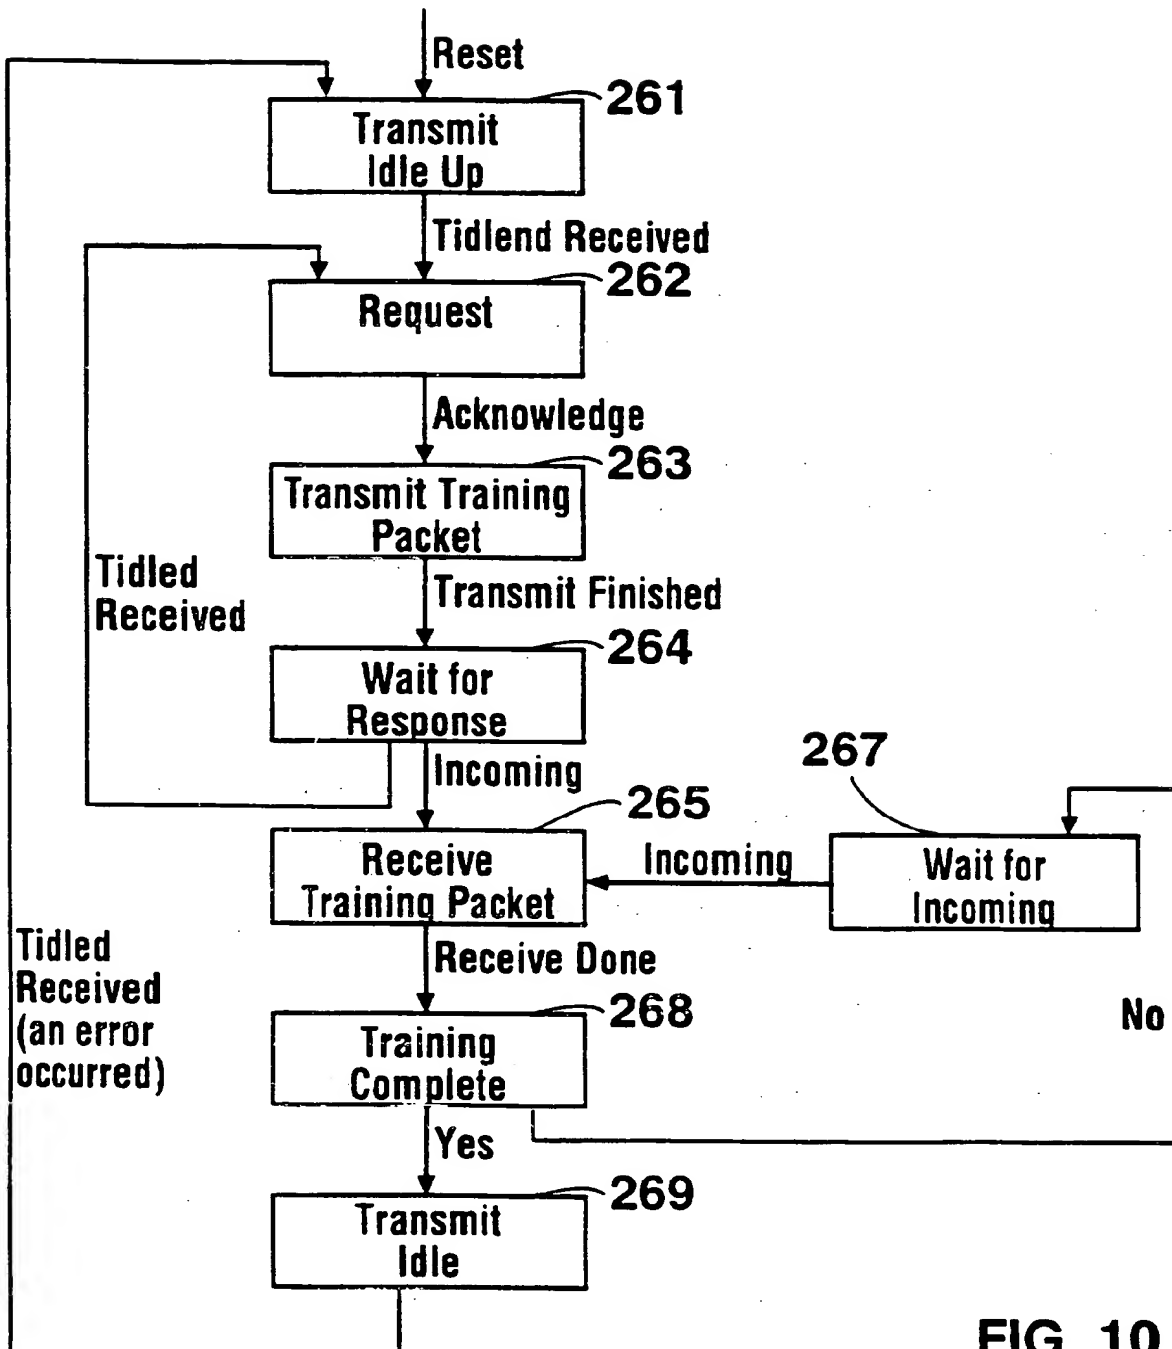 Reset
261
Transmit
Idle Up
Tidlend Received
262
Request
Acknowledge
263
Transmit Training
Packet
Tidled
Received
Transmit Finished
264
Wait for
Response
Incoming
267
265
Receive
Training Packet
Incoming
Wait for
Incoming
Tidled
Received
(an error
occurred)
Receive Done
268
No
Training
Complete
Yes
269
Transmit
Idle
FIG. 10